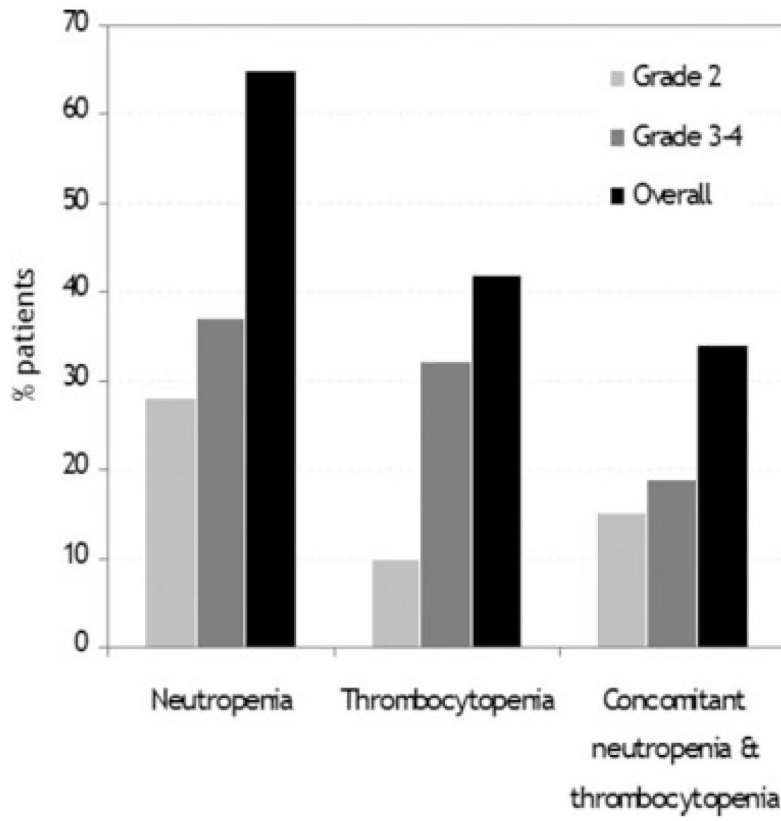 70
60
50
40
30
20
10
0
% patients
Grade 2
Grade 3-4
Overall
Neutropenia
Thrombocytopenia
Concomitant
neutropenia &
thrombocytopenia